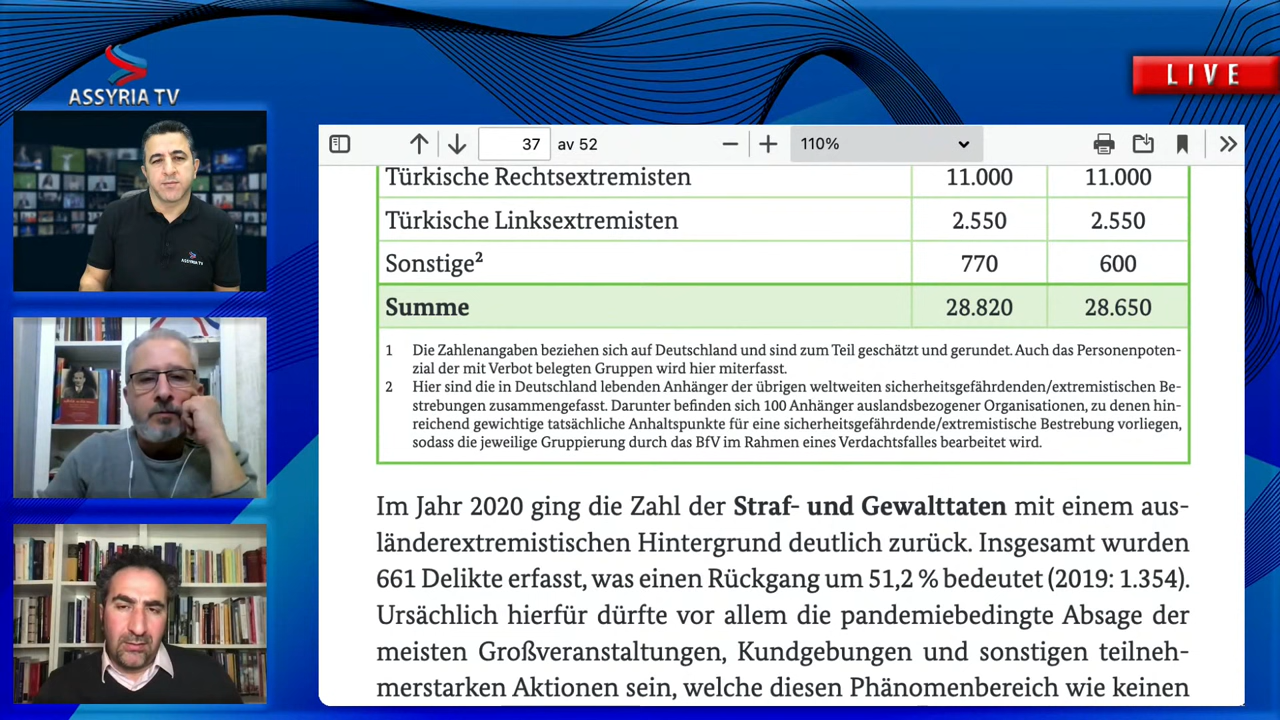 ASSYRIA TV
LIVE
37 av 52
110%
Türkische Rechtsextremisten 11.000 11.000
Türkische Linksextremisten 2.550 2.550
Sonstige² 770 600
Summe 28.820 28.650
1 Die Zahlenangaben beziehen sich auf Deutschland und sind zum Teil geschätzt und gerundet. Auch das Personenpoten-
zial der mit Verbot belegten Gruppen wird hier miterfasst.
2 Hier sind die in Deutschland lebenden Anhänger der übrigen weltweiten sicherheitsgefährdenden/extremistischen Be-
strebungen zusammengefasst. Darunter befinden sich 100 Anhänger auslandsbezogener Organisationen, zu denen hin-
reichend gewichtige tatsächliche Anhaltspunkte für eine sicherheitsgefährdende/extremistische Bestrebung vorliegen,
sodass die jeweilige Gruppierung durch das BfV im Rahmen eines Verdachtsfalles bearbeitet wird.
Im Jahr 2020 ging die Zahl der Straf- und Gewalttaten mit einem aus-
länderextremistischen Hintergrund deutlich zurück. Insgesamt wurden
661 Delikte erfasst, was einen Rückgang um 51,2 % bedeutet (2019: 1.354).
Ursächlich hierfür dürfte vor allem die pandemiebedingte Absage der
meisten Großveranstaltungen, Kundgebungen und sonstigen teilneh-
merstarken Aktionen sein, welche diesen Phänomenbereich wie keinen
ASSYRIA TV